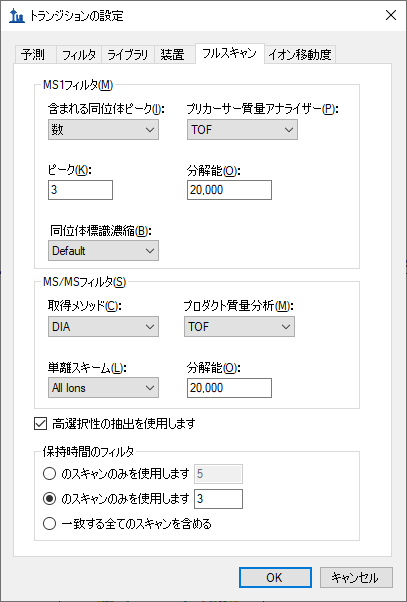 トランジションの設定
予測 フィルタ ライブラリ 装置 フルスキャン イオン移動度
MS1フィルタ(M)
含まれる同位体ピーク(I): プリカーサー質量アナライザー(P):
数 TOF
ピーク(K): 分解能(O):
3 20,000
同位体標識濃縮(B):
Default
MS/MSフィルタ(S)
取得メソッド(C): プロダクト質量分析(M):
DIA TOF
単離スキーム(L): 分解能(O):
All Ions 20,000
高選択性の抽出を使用します
保持時間のフィルタ
のスキャンのみを使用します 5
のスキャンのみを使用します 3
一致する全てのスキャンを含める
OK キャンセル